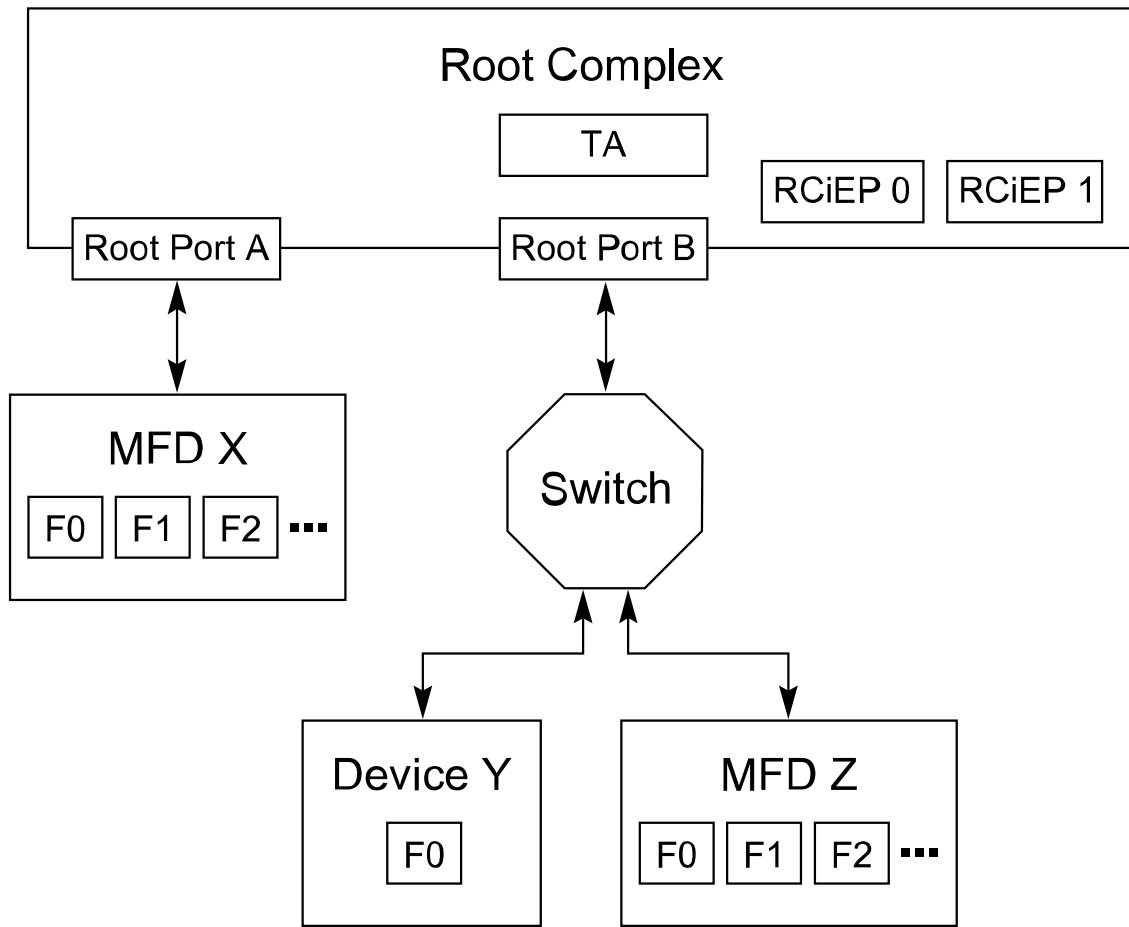 Root Complex
TA
RCiEP 0
RCiEP 1
Root Port A
Root Port B
MFD X
F0
F1
F2
Switch
Device Y
F0
MFD Z
F0
F1
F2